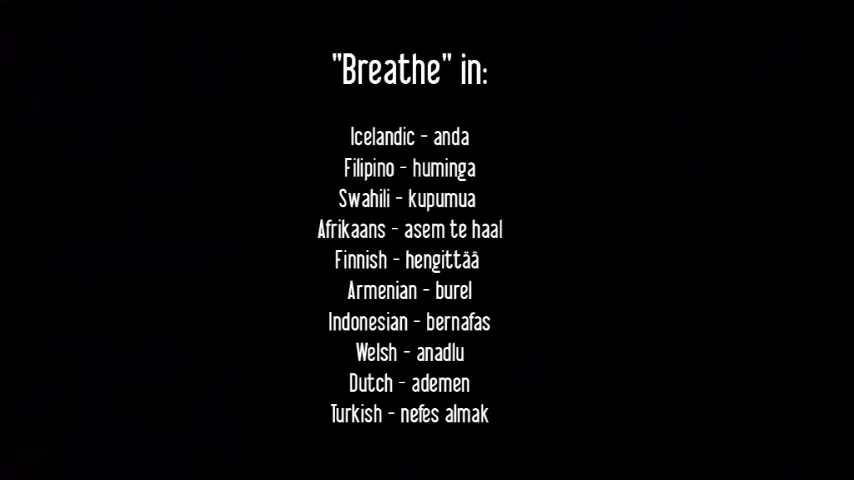 "Breathe" in:
Icelandic - anda
Filipino - huminga
Swahili - kupumua
Afrikaans - asem te haal
Finnish - hengittää
Armenian - burel
Indonesian - bernafas
Welsh - anadlu
Dutch - ademen
Turkish - nefes almak